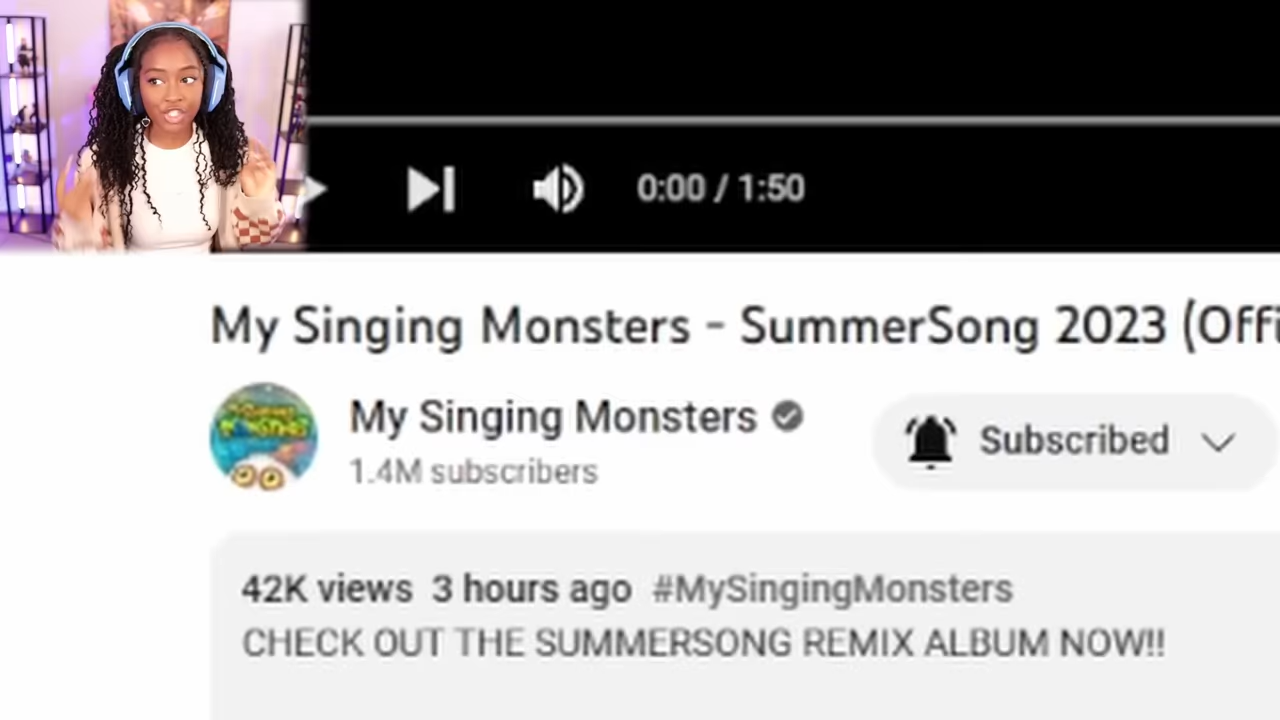 0:00 / 1:50
My Singing Monsters - SummerSong 2023 (Offi
My Singing Monsters
1.4M subscribers
Subscribed
42K views 3 hours ago #MySingingMonsters
CHECK OUT THE SUMMERSONG REMIX ALBUM NOW!!